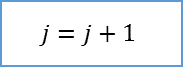 j = j + 1